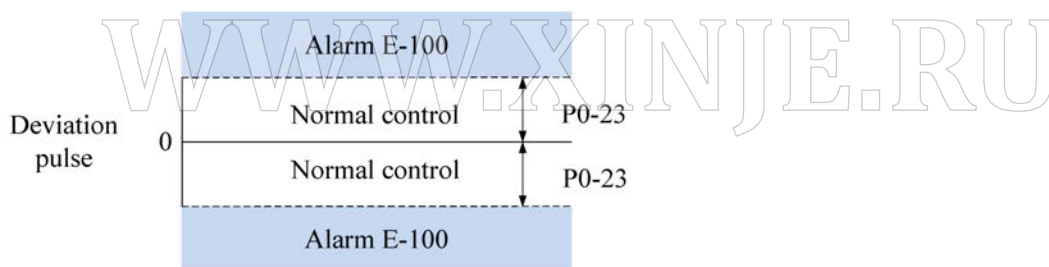 WWW.XINJE.RU
Alarm E-100
Normal control
P0-23
Deviation
pulse
0
Normal control
P0-23
Alarm E-100